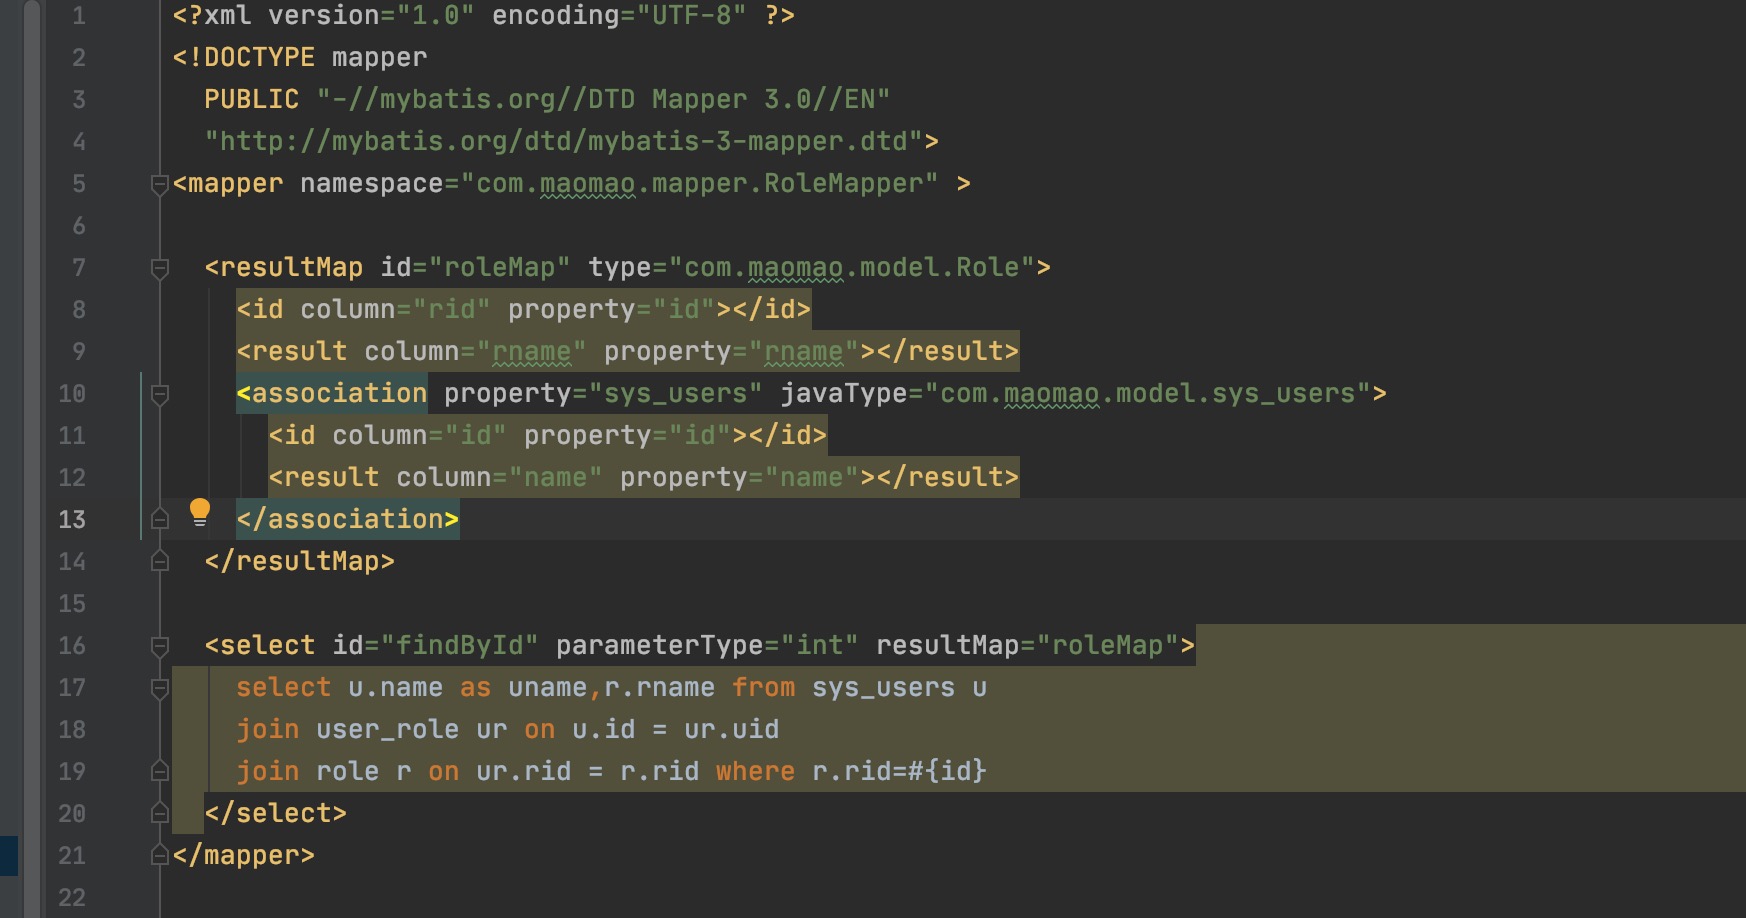 1 <?xml version="1.0" encoding="UTF-8" ?>
2 <!DOCTYPE mapper
3   PUBLIC "-//mybatis.org//DTD Mapper 3.0//EN"
4   "http://mybatis.org/dtd/mybatis-3-mapper.dtd">
5 <mapper namespace="com.maomao.mapper.RoleMapper" >
6
7   <resultMap id="roleMap" type="com.maomao.model.Role">
8     <id column="rid" property="id"></id>
9     <result column="rname" property="rname"></result>
10     <association property="sys_users" javaType="com.maomao.model.sys_users">
11       <id column="id" property="id"></id>
12       <result column="name" property="name"></result>
13     </association>
14   </resultMap>
15
16   <select id="findById" parameterType="int" resultMap="roleMap">
17     select u.name as uname,r.rname from sys_users u
18     join user_role ur on u.id = ur.uid
19     join role r on ur.rid = r.rid where r.rid=#{id}
20   </select>
21 </mapper>
22